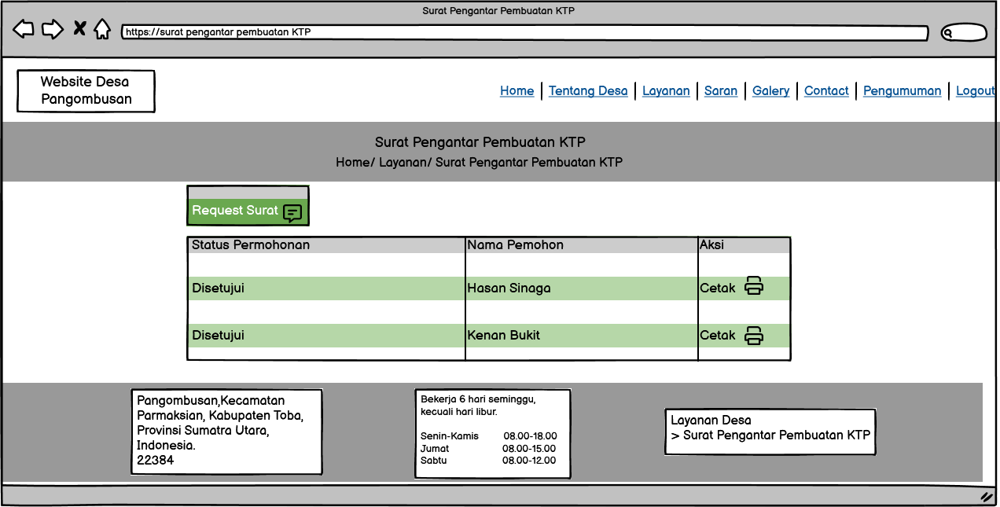 Surat Pengantar Pembuatan KTP
https://surat pengantar pembuatan KTP
Website Desa
Pangombusan
Home | Tentang Desa | Layanan | Saran | Galery | Contact | Pengumuman | Logout
Surat Pengantar Pembuatan KTP
Home/ Layanan/ Surat Pengantar Pembuatan KTP
Request Surat
Status Permohonan Nama Pemohon Aksi
Disetujui Hasan Sinaga Cetak
Disetujui Kenan Bukit Cetak
Pangombusan,Kecamatan
Parmaksian, Kabupaten Toba,
Provinsi Sumatra Utara,
Indonesia.
22384
Bekerja 6 hari seminggu,
kecuali hari libur.
Senin-Kamis 08.00-18.00
Jumat 08.00-15.00
Sabtu 08.00-12.00
Layanan Desa
> Surat Pengantar Pembuatan KTP